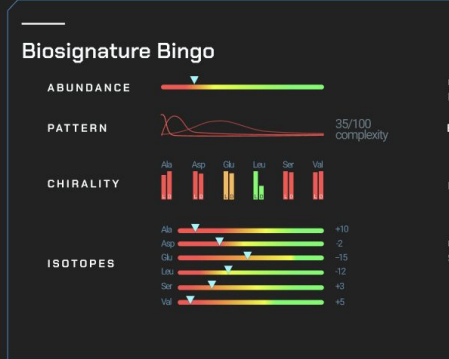 Biosignature Bingo
ABUNDANCE
PATTERN
35/100
complexity
CHIRALITY
Ala Asp Glu Leu Ser Val
L D L D L D L D L D L D
ISOTOPES
Ala +10
Asp -2
Glu -15
Leu -12
Ser +3
Val +5